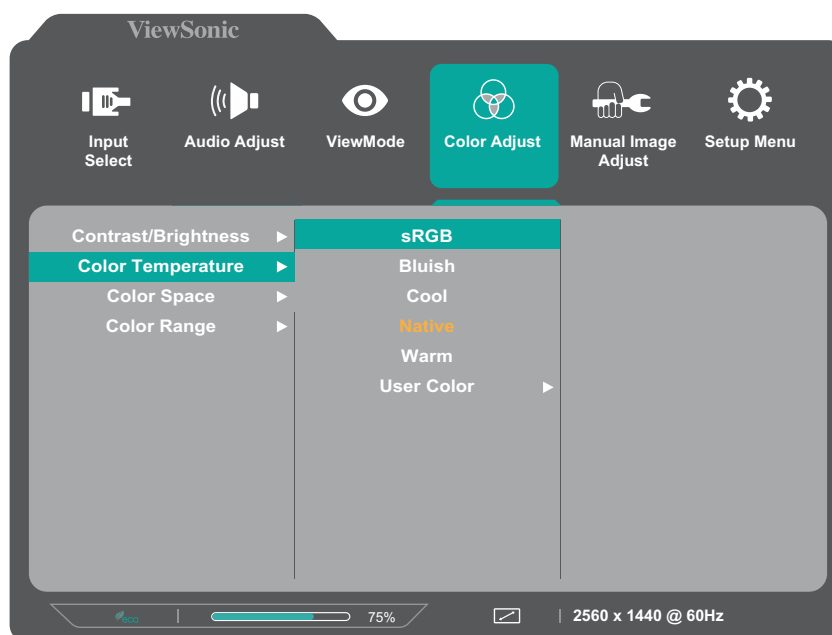 ViewSonic
Input
Select
Audio Adjust
ViewMode
Color Adjust
Manual Image
Adjust
Setup Menu
Contrast/Brightness
Color Temperature
Color Space
Color Range
sRGB
Bluish
Cool
Native
Warm
User Color
eco
75%
2560 x 1440 @ 60Hz